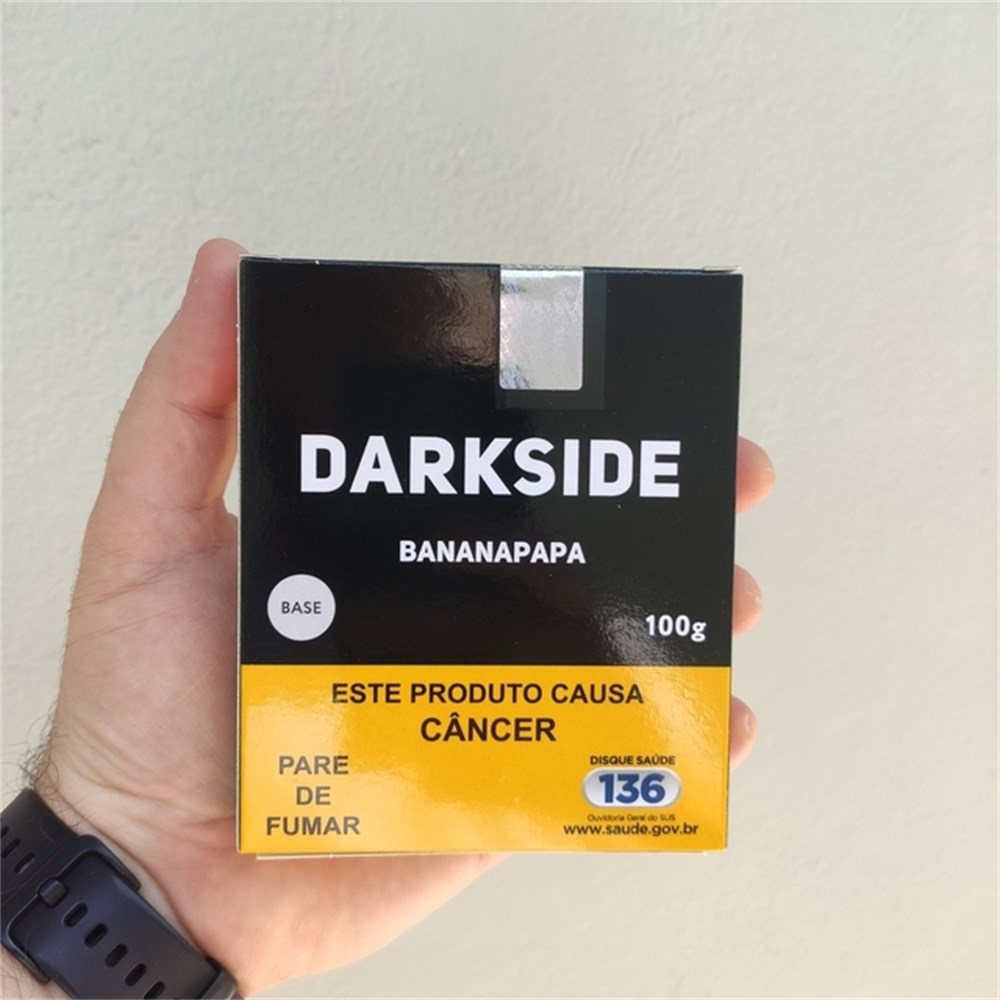 DARKSIDE
BANANAPAPA
BASE
100g
ESTE PRODUTO CAUSA
CÂNCER
PARE
DE
FUMAR
DISQUE SAÚDE
136
Ouvidoria Geral do SUS
www.saude.gov.br